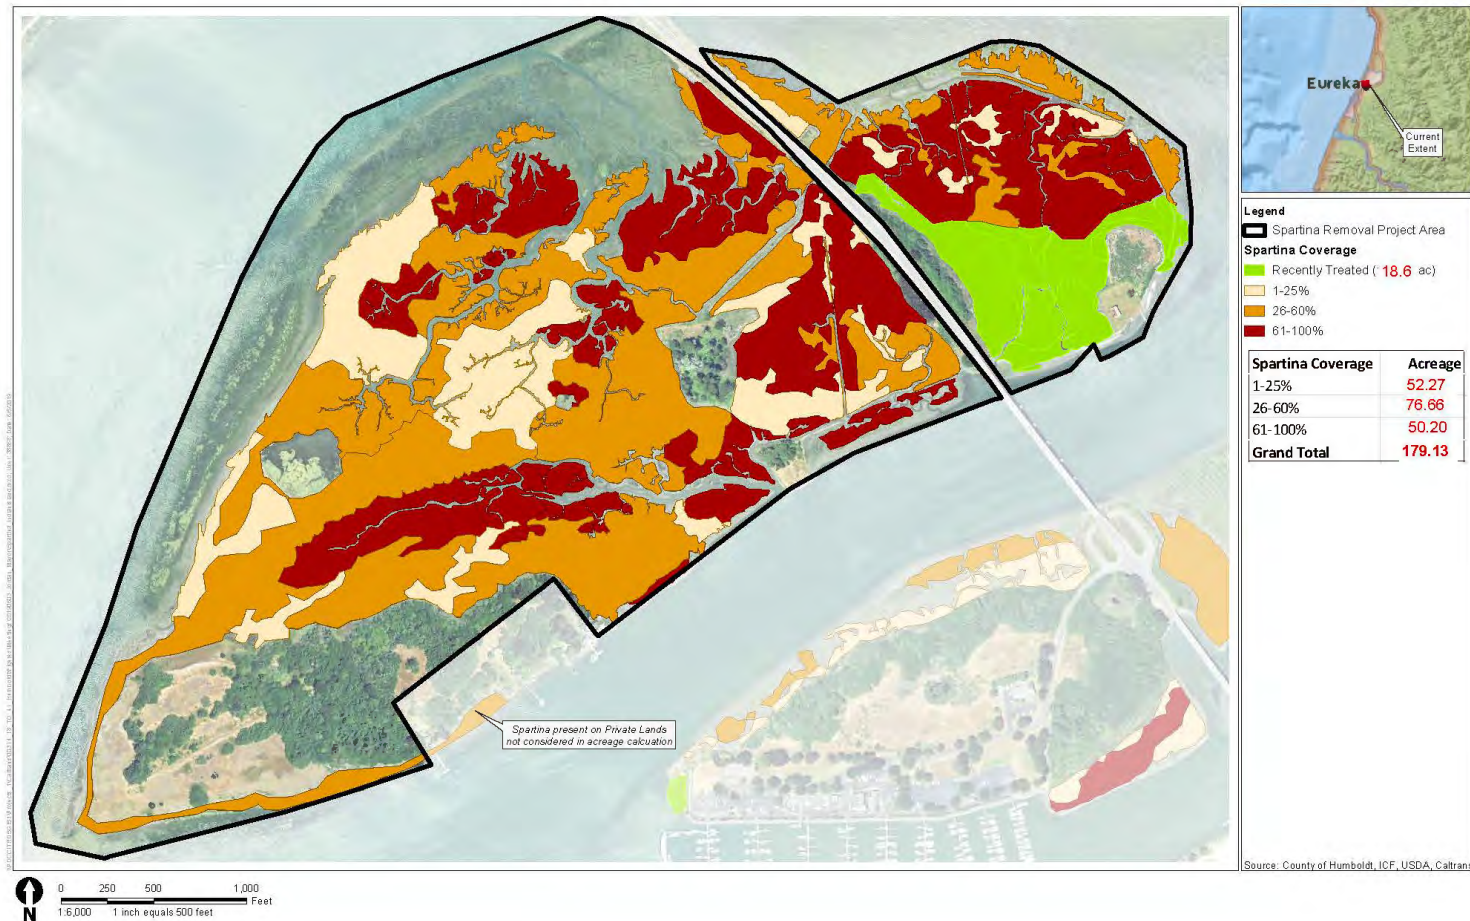 Eureka
Current
Extent
Legend
Spartina Removal Project Area
Spartina Coverage
Recently Treated ( 18.6 ac)
1-25%
26-60%
61-100%
Spartina Coverage Acreage
1-25% 52.27
26-60% 76.66
61-100% 50.20
Grand Total 179.13
Spartina present on Private Lands
not considered in acreage calcuation
Source: County of Humboldt, ICF, USDA, Caltrans
N
0 250 500 1,000
Feet
1:6,000 1 inch equals 500 feet